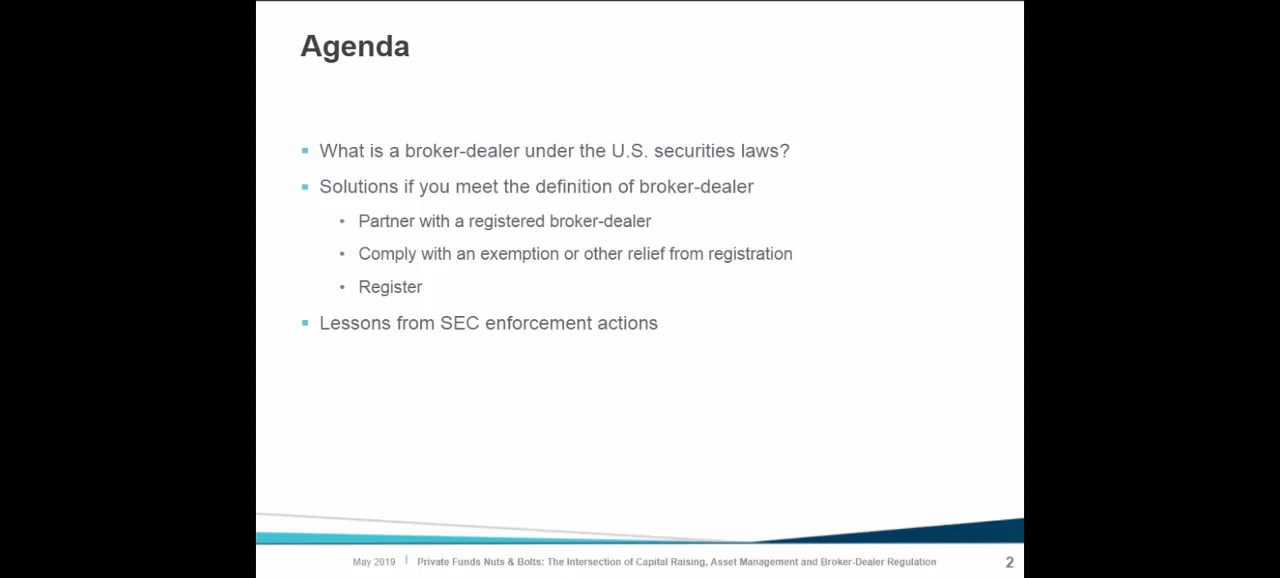 Agenda
What is a broker-dealer under the U.S. securities laws?
Solutions if you meet the definition of broker-dealer
Partner with a registered broker-dealer
Comply with an exemption or other relief from registration
Register
Lessons from SEC enforcement actions
May 2019 | Private Funds Nuts & Bolts: The Intersection of Capital Raising, Asset Management and Broker-Dealer Regulation 2